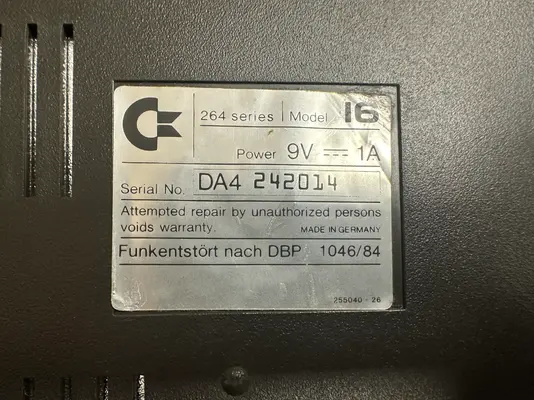 264 series Model 16
Power 9V ⎓ 1A
Serial No. DA4 242014
Attempted repair by unauthorized persons
voids warranty. MADE IN GERMANY
Funkentstört nach DBP 1046/84
255040-26